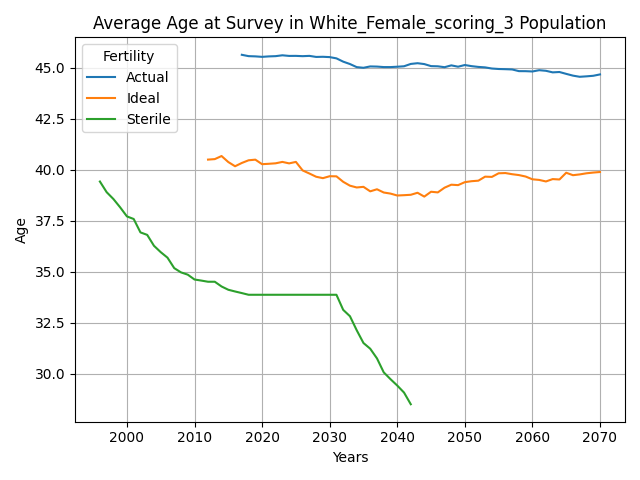 Average Age at Survey in White_Female_scoring_3 Population
Fertility
Actual
Ideal
Sterile
Age
45.0
42.5
40.0
37.5
35.0
32.5
30.0
2000 2010 2020 2030 2040 2050 2060 2070
Years